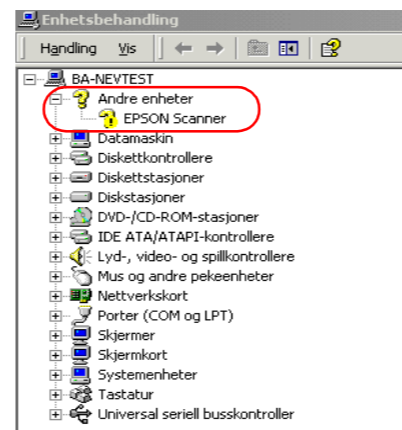 Enhetsbehandling
Handling Vis
BA-NEVTEST
Andre enheter
EPSON Scanner
Datamaskin
Diskettkontrollere
Diskettstasjoner
Diskstasjoner
DVD-/CD-ROM-stasjoner
IDE ATA/ATAPI-kontrollere
Lyd-, video- og spillkontrollere
Mus og andre pekeenheter
Nettverkskort
Porter (COM og LPT)
Skjermer
Skjermkort
Systemenheter
Tastatur
Universal seriell busskontroller